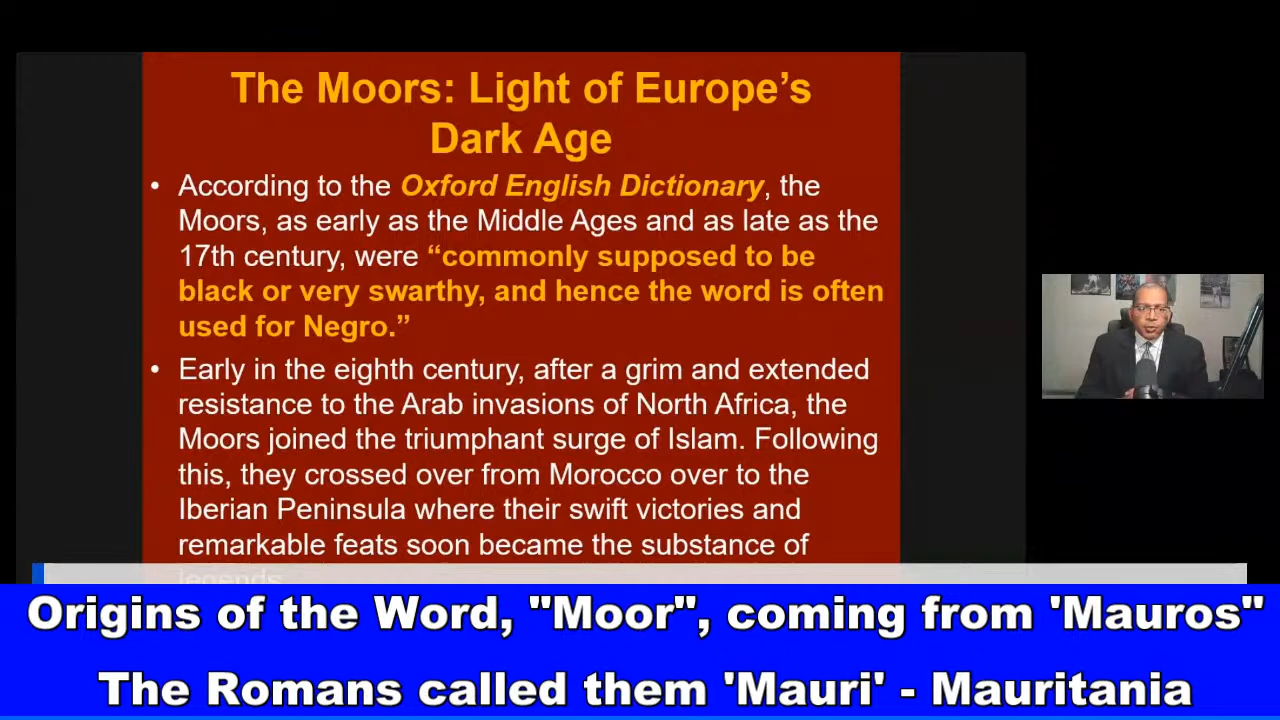 The Moors: Light of Europe's
Dark Age
• According to the Oxford English Dictionary, the
Moors, as early as the Middle Ages and as late as the
17th century, were “commonly supposed to be
black or very swarthy, and hence the word is often
used for Negro.”
• Early in the eighth century, after a grim and extended
resistance to the Arab invasions of North Africa, the
Moors joined the triumphant surge of Islam. Following
this, they crossed over from Morocco over to the
Iberian Peninsula where their swift victories and
remarkable feats soon became the substance of
legends.
Origins of the Word, "Moor", coming from 'Mauros"
The Romans called them 'Mauri' - Mauritania